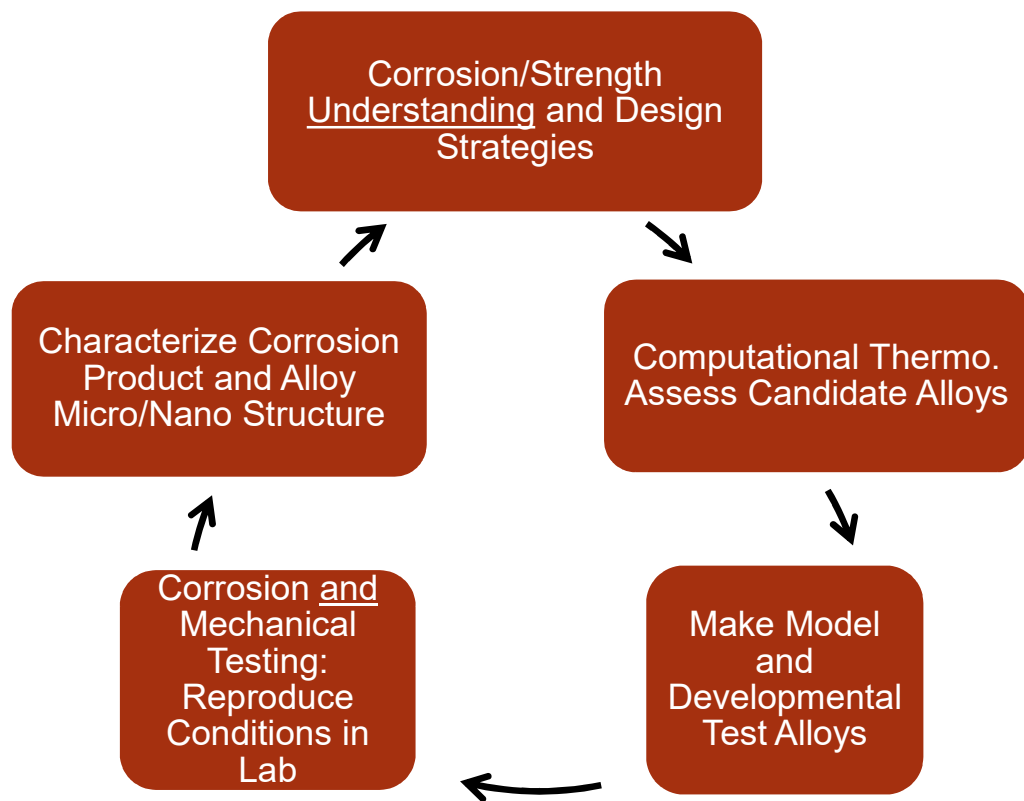 Corrosion/Strength
Understanding and Design
Strategies
Computational Thermo.
Assess Candidate Alloys
Make Model
and
Developmental
Test Alloys
Corrosion and
Mechanical
Testing:
Reproduce
Conditions in
Lab
Characterize Corrosion
Product and Alloy
Micro/Nano Structure